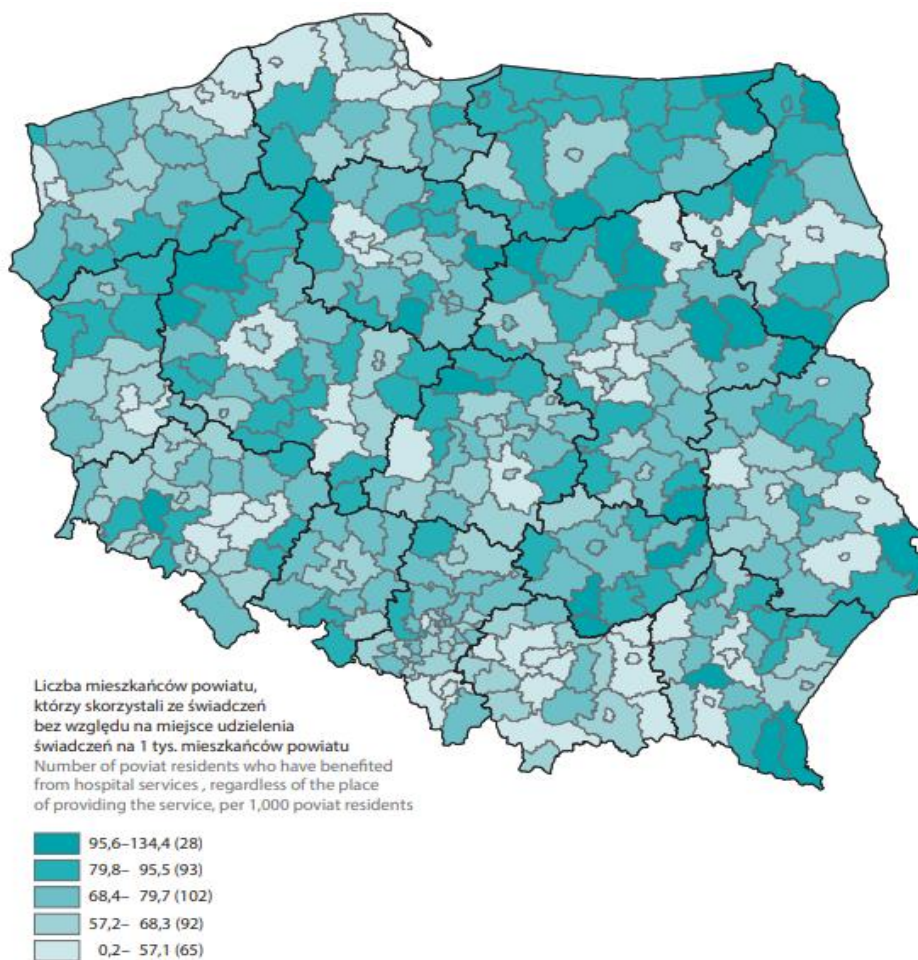 Liczba mieszkańców powiatu,
którzy skorzystali ze świadczeń
bez względu na miejsce udzielenia
świadczeń na 1 tys. mieszkańców powiatu
Number of poviat residents who have benefited
from hospital services , regardless of the place
of providing the service, per 1,000 poviat residents
95,6–134,4 (28)
79,8– 95,5 (93)
68,4– 79,7 (102)
57,2– 68,3 (92)
0,2– 57,1 (65)